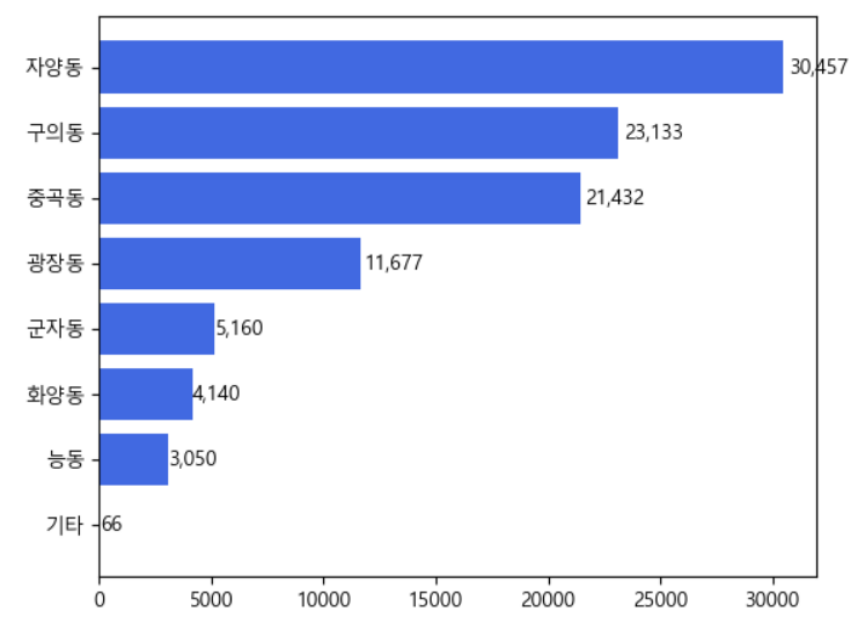 자양동 30,457
구의동 23,133
중곡동 21,432
광장동 11,677
군자동 5,160
화양동 4,140
능동 3,050
기타 66
0 5000 10000 15000 20000 25000 30000